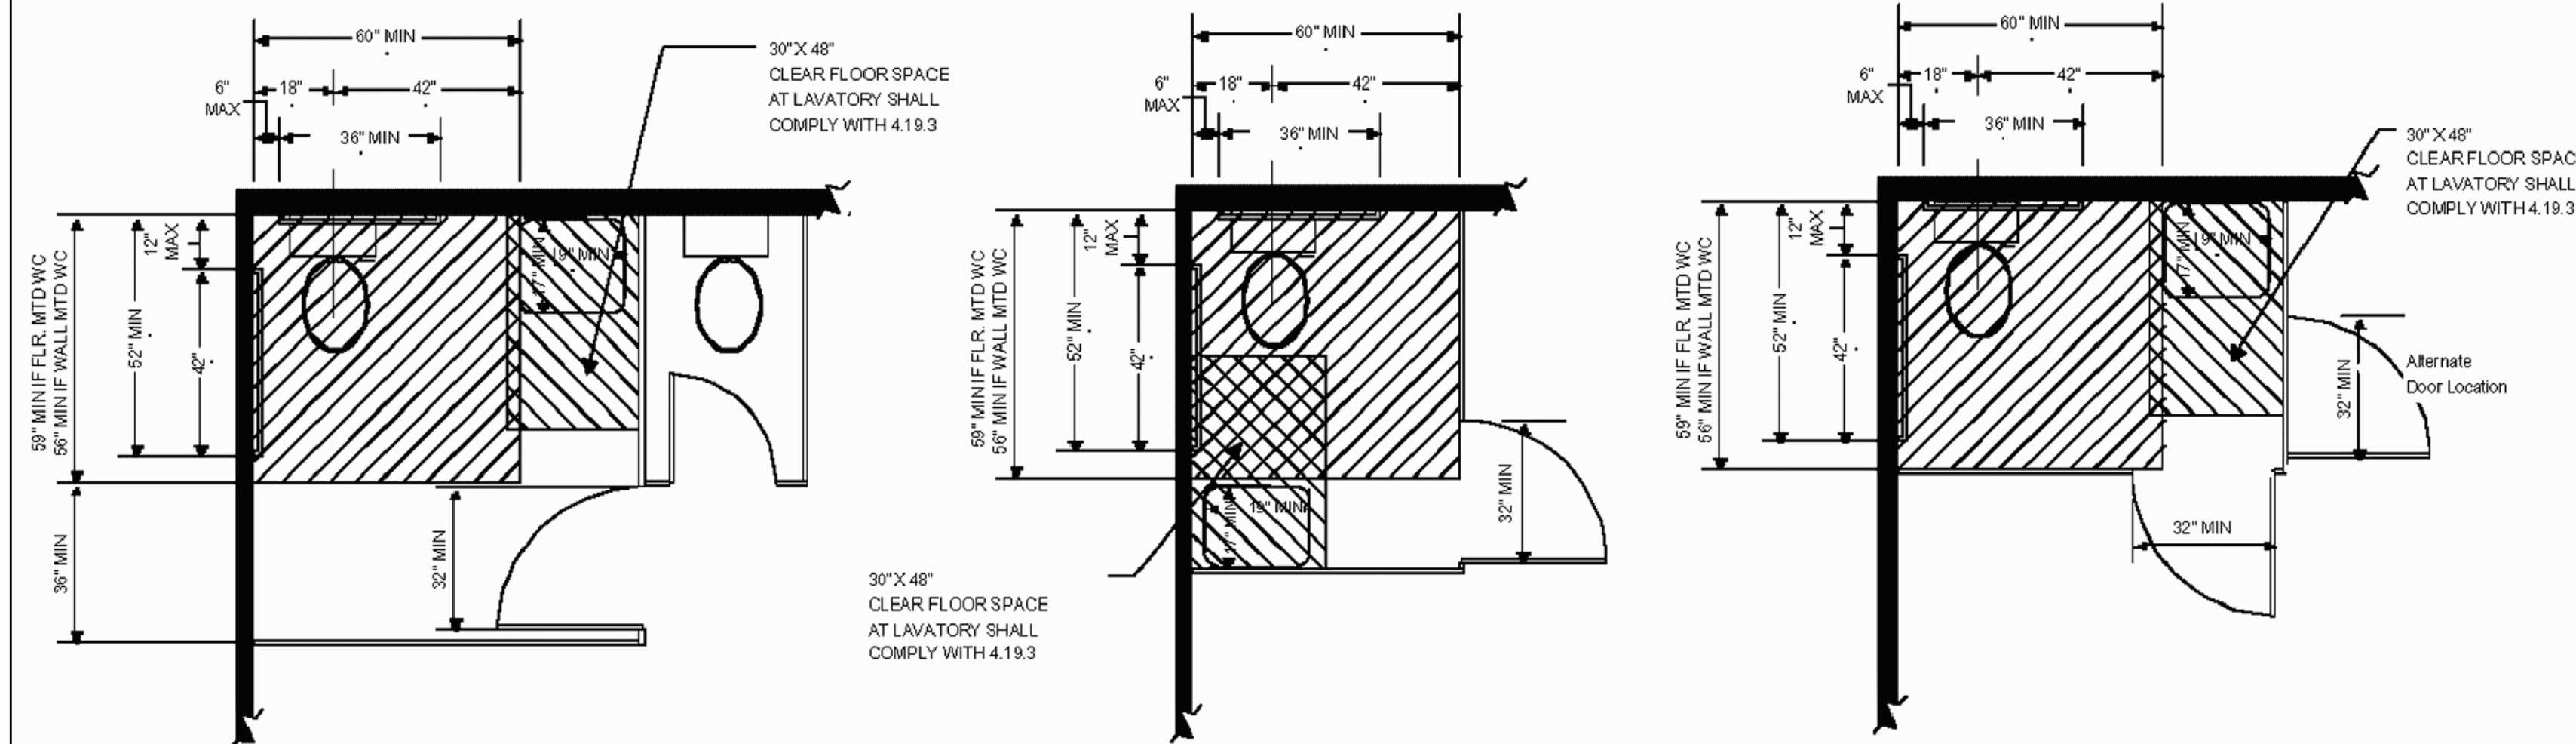 60" MIN
6"
MAX
18"
42"
36" MIN
30" X 48"
CLEAR FLOOR SPACE
AT LAVATORY SHALL
COMPLY WITH 4.19.3
59" MIN IF FLR. MTD WC
56" MIN IF WALL MTD WC
52" MIN
12"
MAX
42"
17" MIN
19" MIN
36" MIN
32" MIN
60" MIN
6"
MAX
18"
42"
36" MIN
59" MIN IF FLR. MTD WC
56" MIN IF WALL MTD WC
52" MIN
12"
MAX
42"
17" MIN
19" MIN
32" MIN
30" X 48"
CLEAR FLOOR SPACE
AT LAVATORY SHALL
COMPLY WITH 4.19.3
60" MIN
6"
MAX
18"
42"
36" MIN
30" X 48"
CLEAR FLOOR SPAC
AT LAVATORY SHALL
COMPLY WITH 4.19.3
59" MIN IF FLR. MTD WC
56" MIN IF WALL MTD WC
52" MIN
12"
MAX
42"
17" MIN
19" MIN
32" MIN
Alternate
Door Location
32" MIN